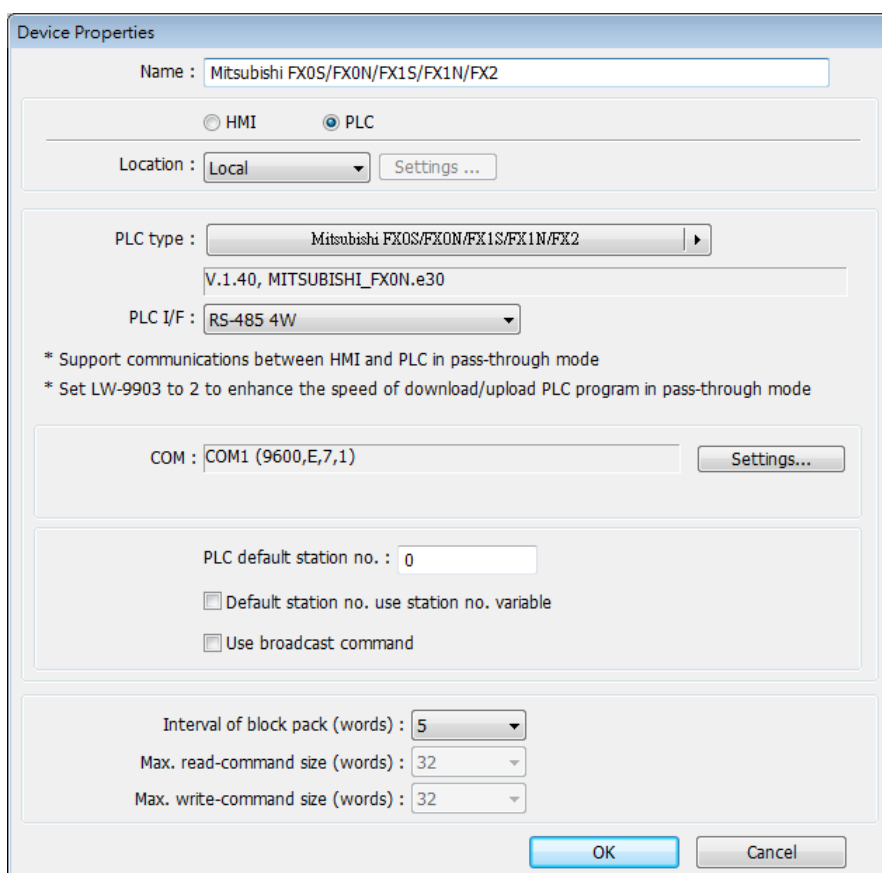 Device Properties
Name : Mitsubishi FX0S/FX0N/FX1S/FX1N/FX2
HMI PLC
Location : Local Settings ...
PLC type : Mitsubishi FX0S/FX0N/FX1S/FX1N/FX2
V.1.40, MITSUBISHI_FX0N.e30
PLC I/F : RS-485 4W
* Support communications between HMI and PLC in pass-through mode
* Set LW-9903 to 2 to enhance the speed of download/upload PLC program in pass-through mode
COM : COM1 (9600,E,7,1) Settings...
PLC default station no. : 0
Default station no. use station no. variable
Use broadcast command
Interval of block pack (words) : 5
Max. read-command size (words) : 32
Max. write-command size (words) : 32
OK Cancel